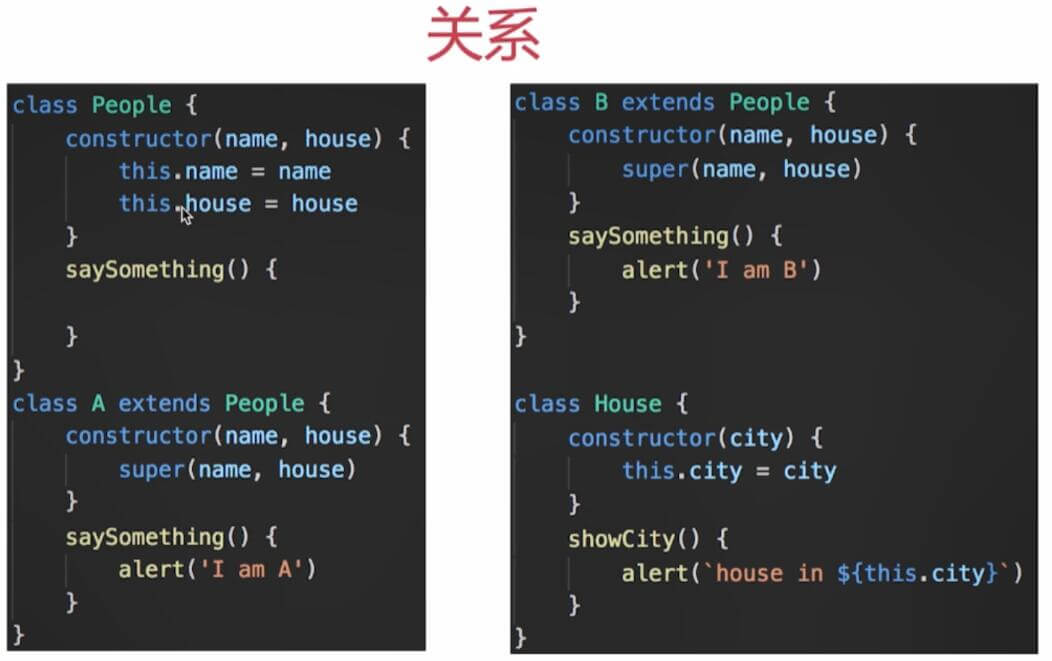 关系
class People {
    constructor(name, house) {
        this.name = name
        this.house = house
    }
    saySomething() {

    }
}
class A extends People {
    constructor(name, house) {
        super(name, house)
    }
    saySomething() {
        alert('I am A')
    }
}
class B extends People {
    constructor(name, house) {
        super(name, house)
    }
    saySomething() {
        alert('I am B')
    }
}
class House {
    constructor(city) {
        this.city = city
    }
    showCity() {
        alert(`house in ${this.city}`)
    }
}